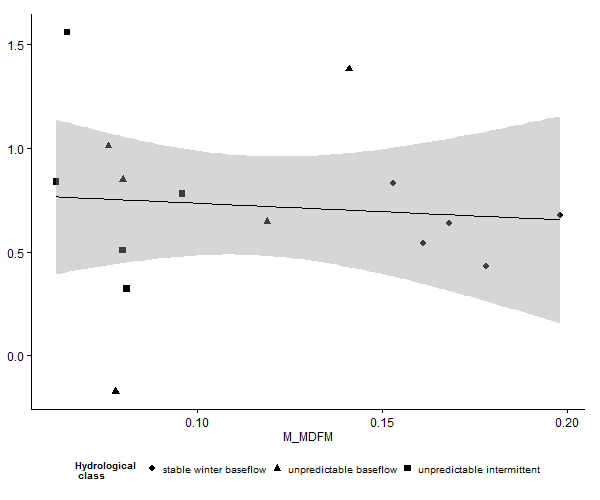 1.5
1.0
0.5
0.0
0.10 0.15 0.20
M_MDFM
Hydrological
class
stable winter baseflow unpredictable baseflow unpredictable intermittent